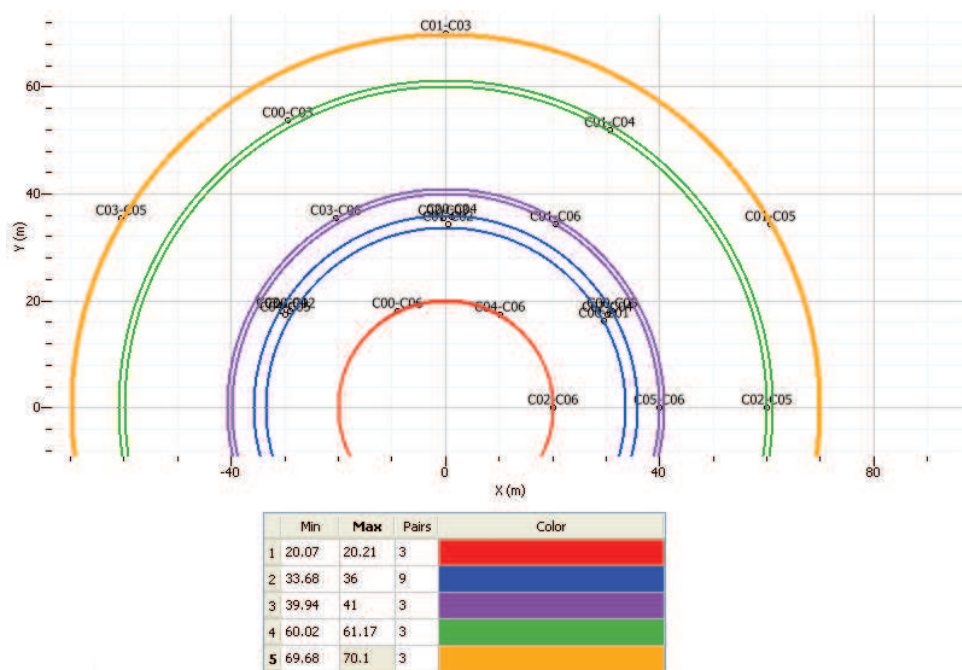 C01-C03
60
C00-C03
C01-C04
40
C03-C05
C03-C06
C01-C06
C01-C05
Y (m)
20
C00-C06
C04-C06
C00-C01
0
C02-C06
C05-C06
C02-C05
-40
0
40
80
X (m)
Min Max Pairs Color
1 20.07 20.21 3
2 33.68 36 9
3 39.94 41 3
4 60.02 61.17 3
5 69.68 70.1 3